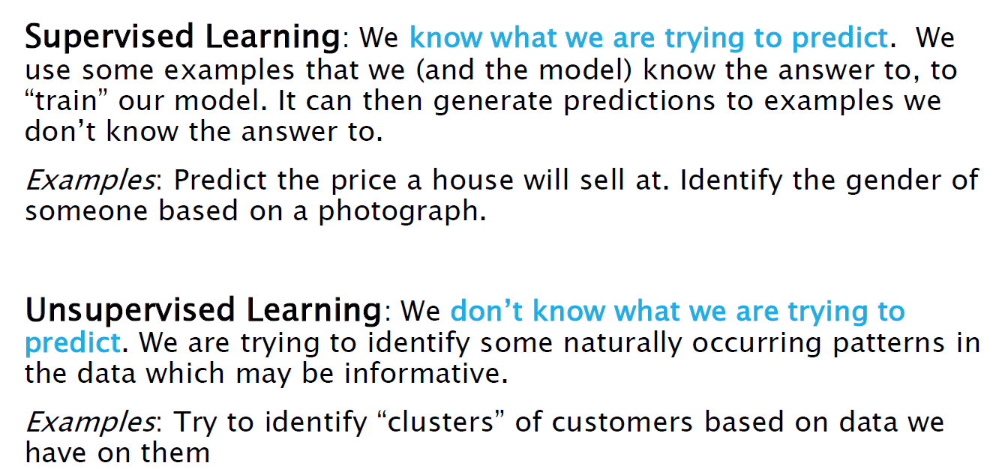 Supervised Learning: We know what we are trying to predict.  We
use some examples that we (and the model) know the answer to, to
“train” our model. It can then generate predictions to examples we
don’t know the answer to.
Examples: Predict the price a house will sell at. Identify the gender of
someone based on a photograph.
Unsupervised Learning: We don’t know what we are trying to
predict. We are trying to identify some naturally occurring patterns in
the data which may be informative.
Examples: Try to identify “clusters” of customers based on data we
have on them